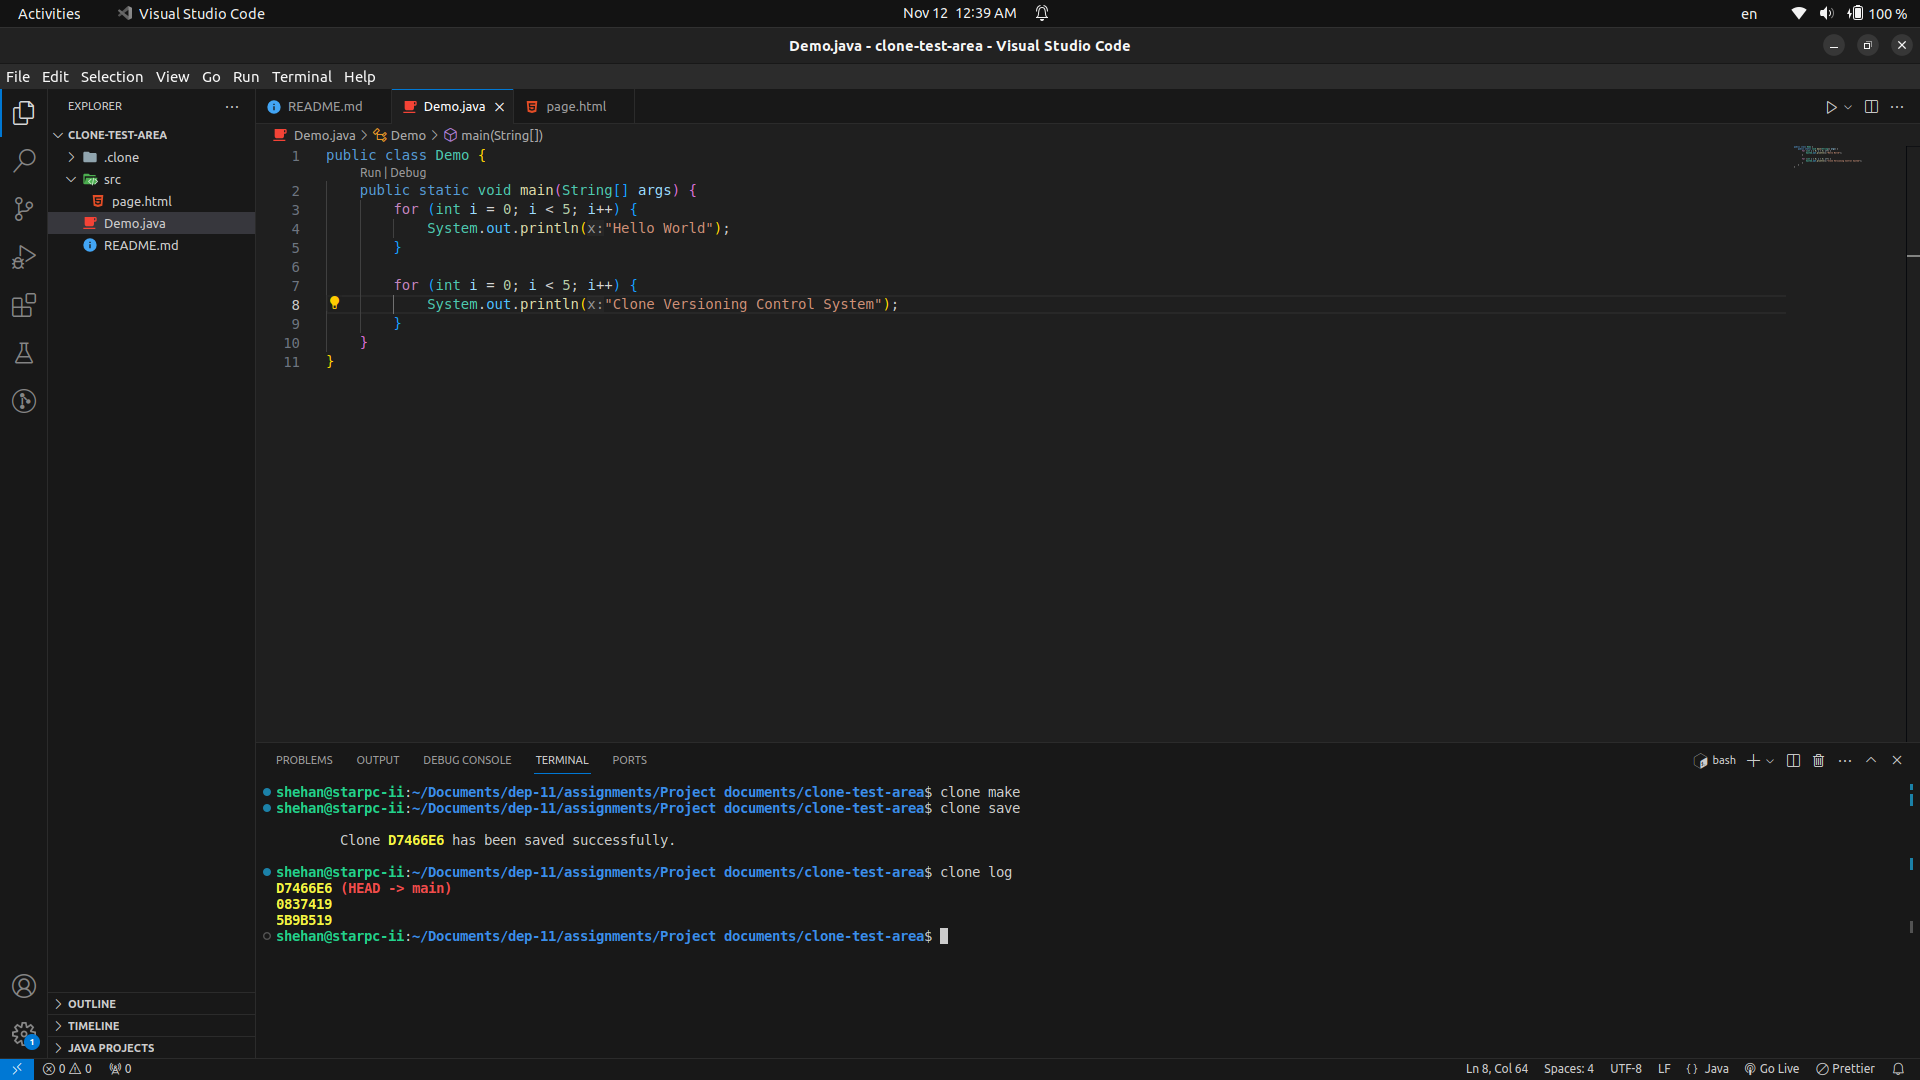 Activities Visual Studio Code Nov 12 12:39 AM en 100 %
Demo.java - clone-test-area - Visual Studio Code
File Edit Selection View Go Run Terminal Help
EXPLORER
CLONE-TEST-AREA
.clone
src
page.html
Demo.java
README.md
OUTLINE
TIMELINE
JAVA PROJECTS
1
README.md Demo.java page.html
Demo.java > Demo > main(String[])
1 public class Demo {
Run | Debug
2 public static void main(String[] args) {
3 for (int i = 0; i < 5; i++) {
4 System.out.println(x:"Hello World");
5 }
6
7 for (int i = 0; i < 5; i++) {
8 System.out.println(x:"Clone Versioning Control System");
9 }
10 }
11 }
PROBLEMS OUTPUT DEBUG CONSOLE TERMINAL PORTS bash
shehan@starpc-ii:~/Documents/dep-11/assignments/Project documents/clone-test-area$ clone make
shehan@starpc-ii:~/Documents/dep-11/assignments/Project documents/clone-test-area$ clone save
Clone D7466E6 has been saved successfully.
shehan@starpc-ii:~/Documents/dep-11/assignments/Project documents/clone-test-area$ clone log
D7466E6 (HEAD -> main)
0837419
5B9B519
shehan@starpc-ii:~/Documents/dep-11/assignments/Project documents/clone-test-area$
0 0 0 Ln 8, Col 64 Spaces: 4 UTF-8 LF {} Java Go Live Prettier